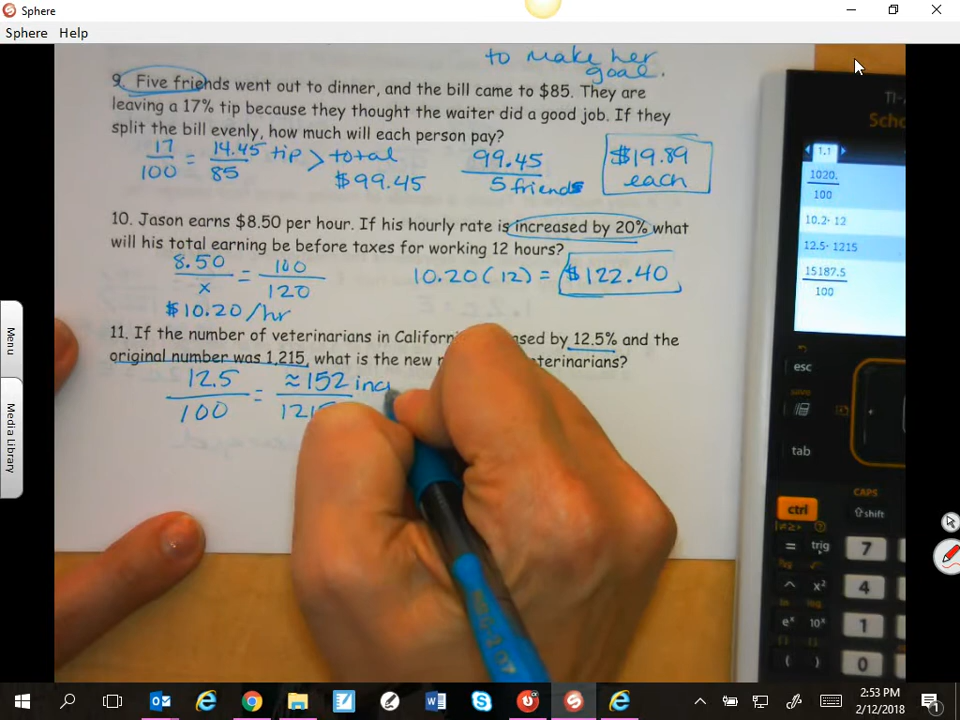 Sphere
Sphere Help
to make her
goal.
9. Five friends went out to dinner, and the bill came to $85. They are
leaving a 17% tip because they thought the waiter did a good job. If they
split the bill evenly, how much will each person pay?
17/100 = 14.45/85 tip > total $99.45
99.45/5 friends
$19.89 each
10. Jason earns $8.50 per hour. If his hourly rate is increased by 20% what
will his total earning be before taxes for working 12 hours?
8.50/x = 100/120
10.20(12) = $122.40
$10.20/hr
11. If the number of veterinarians in by 12.5% and the
original number was 1,215, what is the new
12.5/100 = ≈152
1.1
1020./100
10.2·12
12.5·1215
15187.5/100
esc
tab
CAPS
ctrl
shift
= trig 7
^ x² 4
eˣ 10ˣ 1
( ) 0
Menu
Media Library
2:53 PM
2/12/2018